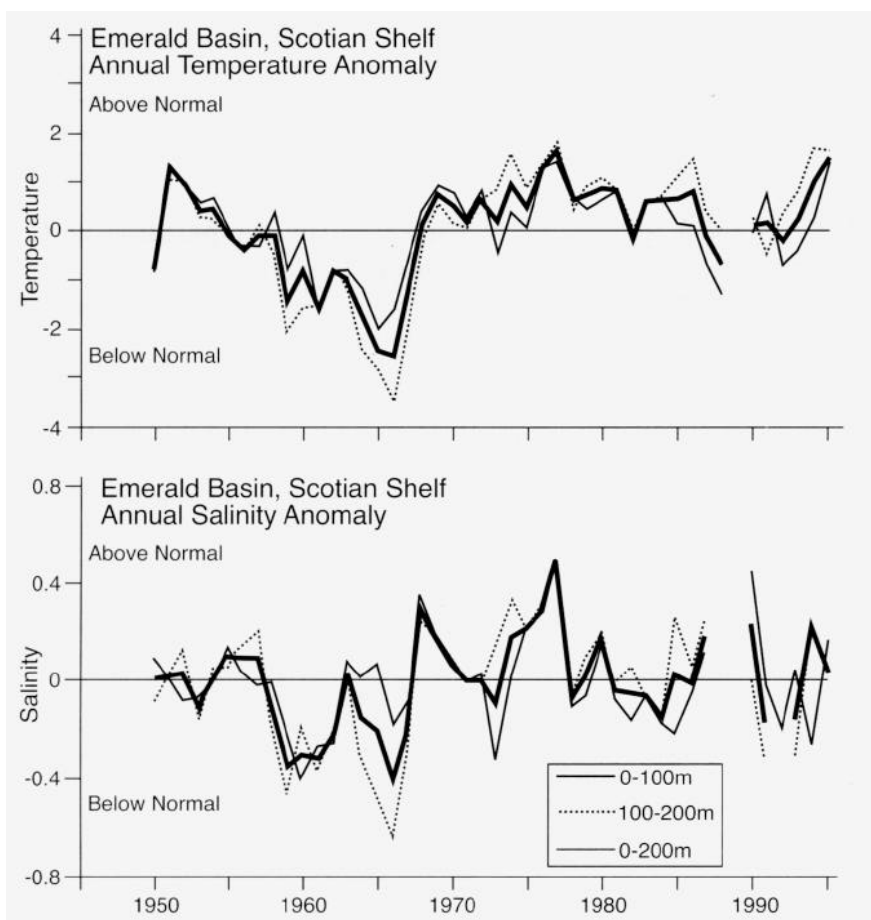 4
Emerald Basin, Scotian Shelf
Annual Temperature Anomaly
Above Normal
2
Temperature
0
-2
Below Normal
-4
0.8
Emerald Basin, Scotian Shelf
Annual Salinity Anomaly
Above Normal
0.4
Salinity
0
-0.4
Below Normal
0-100m
100-200m
0-200m
-0.8
1950 1960 1970 1980 1990